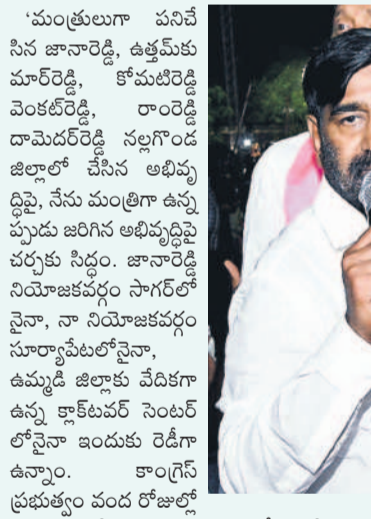 ‘మంత్రులుగా పనిచే
సిన జానారెడ్డి, ఉత్తమ్‌కు
మార్‌రెడ్డి, కోమటిరెడ్డి
వెంకట్‌రెడ్డి, రాంరెడ్డి
దామెదర్‌రెడ్డి నల్లగొండ
జిల్లాలో చేసిన అభివృ
ద్ధిపై, నేను మంత్రిగా ఉన్న
ప్పుడు జరిగిన అభివృద్ధిపై
చర్చకు సిద్ధం. జానారెడ్డి
నియోజకవర్గం సాగర్‌లో
నైనా, నా నియోజకవర్గం
సూర్యాపేటలోనైనా,
ఉమ్మడి జిల్లాకు వేదికగా
ఉన్న క్లాక్‌టవర్ సెంటర్
లోనైనా ఇందుకు రెడీగా
ఉన్నాం. కాంగ్రెస్
ప్రభుత్వం వంద రోజుల్లో